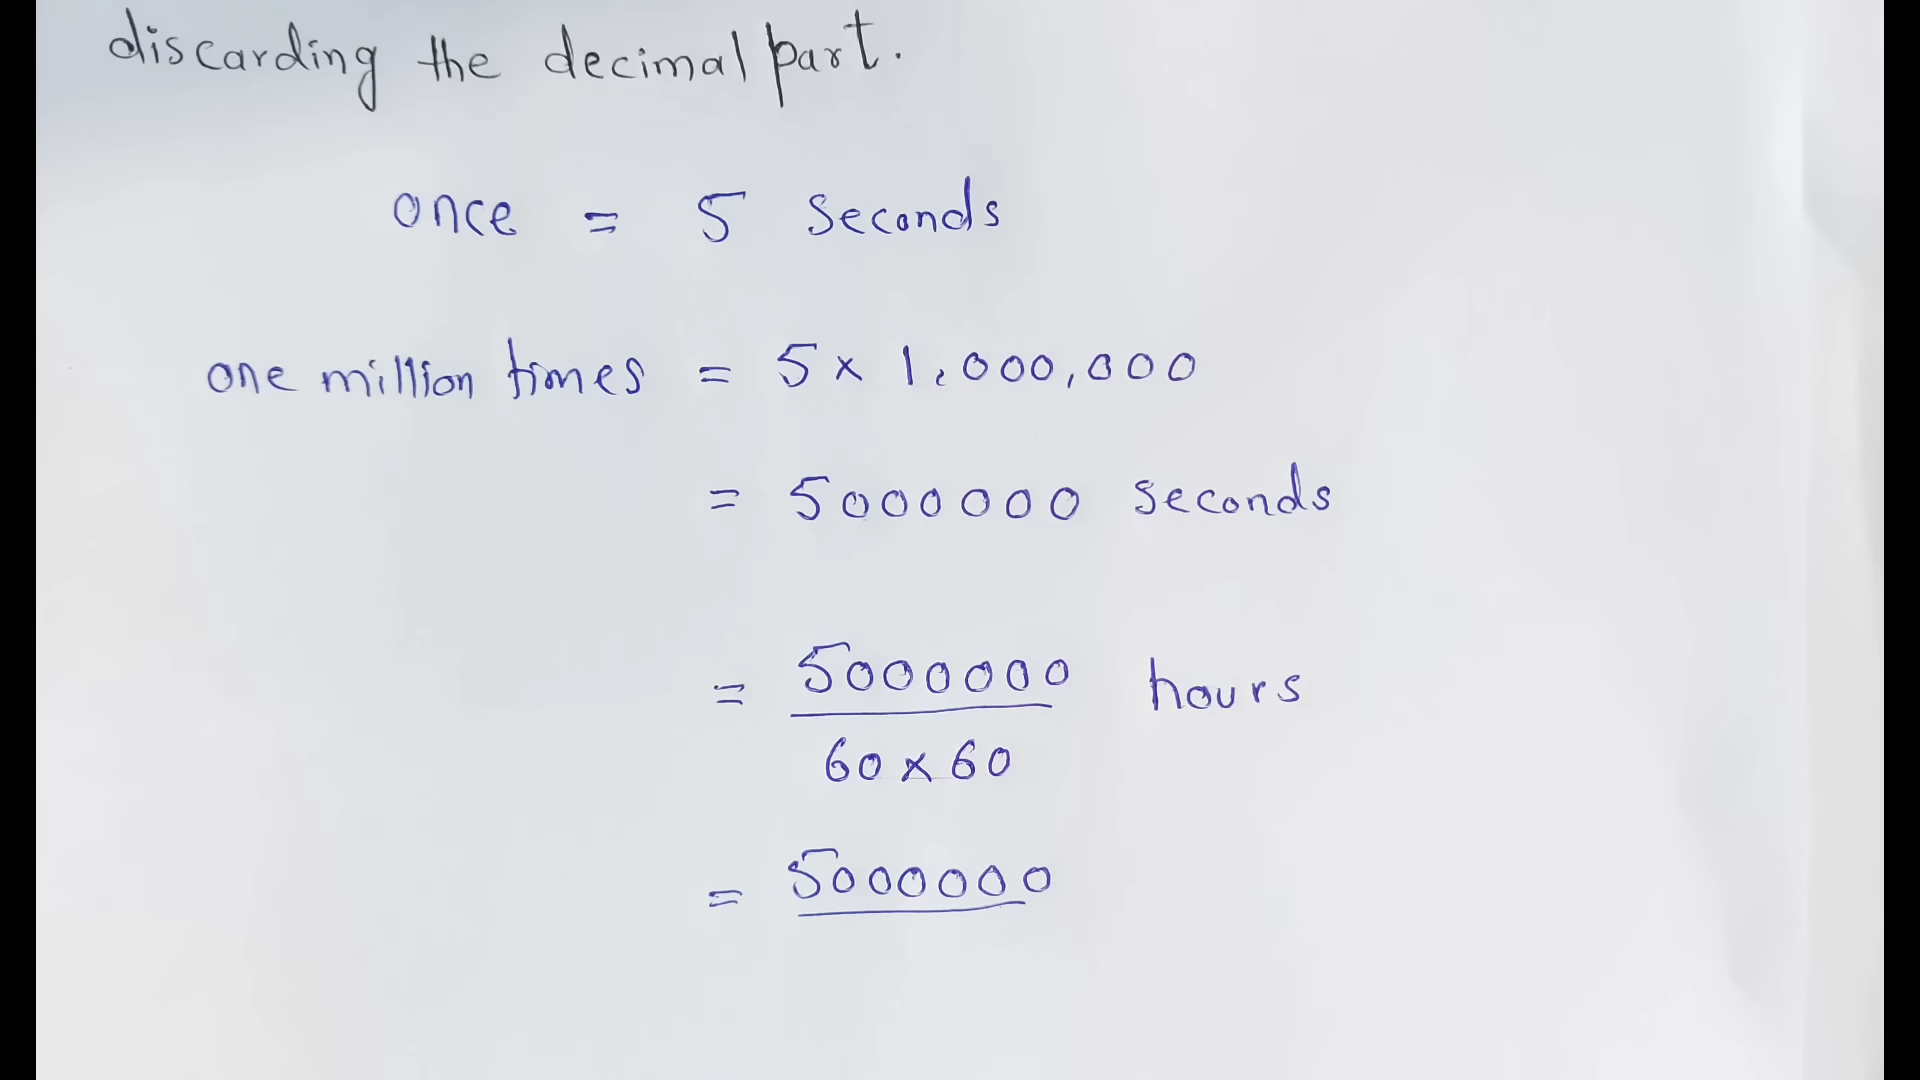 discarding the decimal part.
once = 5 seconds
one million times = 5 x 1,000,000
= 5000000 seconds
= 5000000 hours
60 x 60
= 5000000